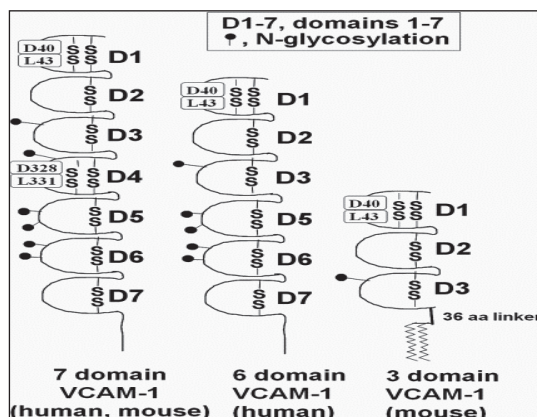 D1-7, domains 1-7
, N-glycosylation
D40
L43
S S
S S
D1
S
S
D2
S
S
D3
D328
L331
S S
S S
D4
S
S
D5
S
S
D6
S
S
D7
7 domain
VCAM-1
(human, mouse)
D40
L43
S S
S S
D1
S
S
D2
S
S
D3
S
S
D5
S
S
D6
S
S
D7
6 domain
VCAM-1
(human)
D40
L43
S S
S S
D1
S
S
D2
S
S
D3
36 aa linker
3 domain
VCAM-1
(mouse)